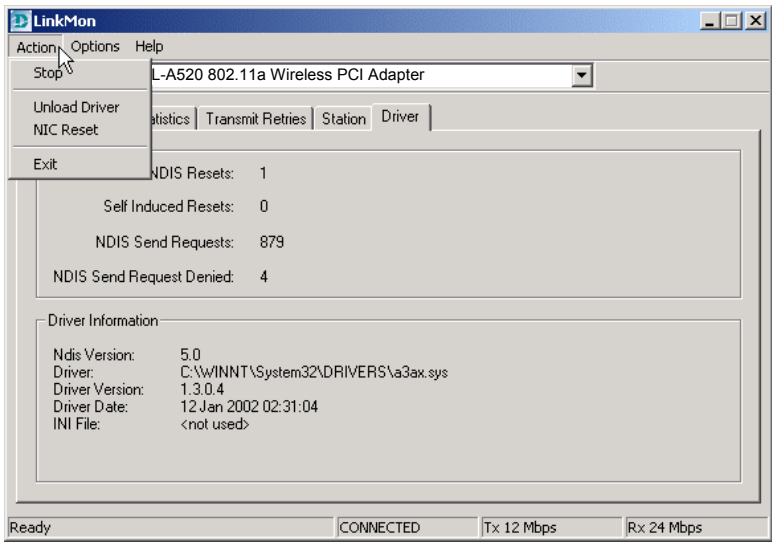 LinkMon
Action Options Help
Stop
Unload Driver
NIC Reset
Exit
L-A520 802.11a Wireless PCI Adapter
Transmit Retries Station Driver
NDIS Resets: 1
Self Induced Resets: 0
NDIS Send Requests: 879
NDIS Send Request Denied: 4
Driver Information
Ndis Version: 5.0
Driver: C:\WINNT\System32\DRIVERS\a3ax.sys
Driver Version: 1.3.0.4
Driver Date: 12 Jan 2002 02:31:04
INI File: <not used>
Ready CONNECTED Tx 12 Mbps Rx 24 Mbps